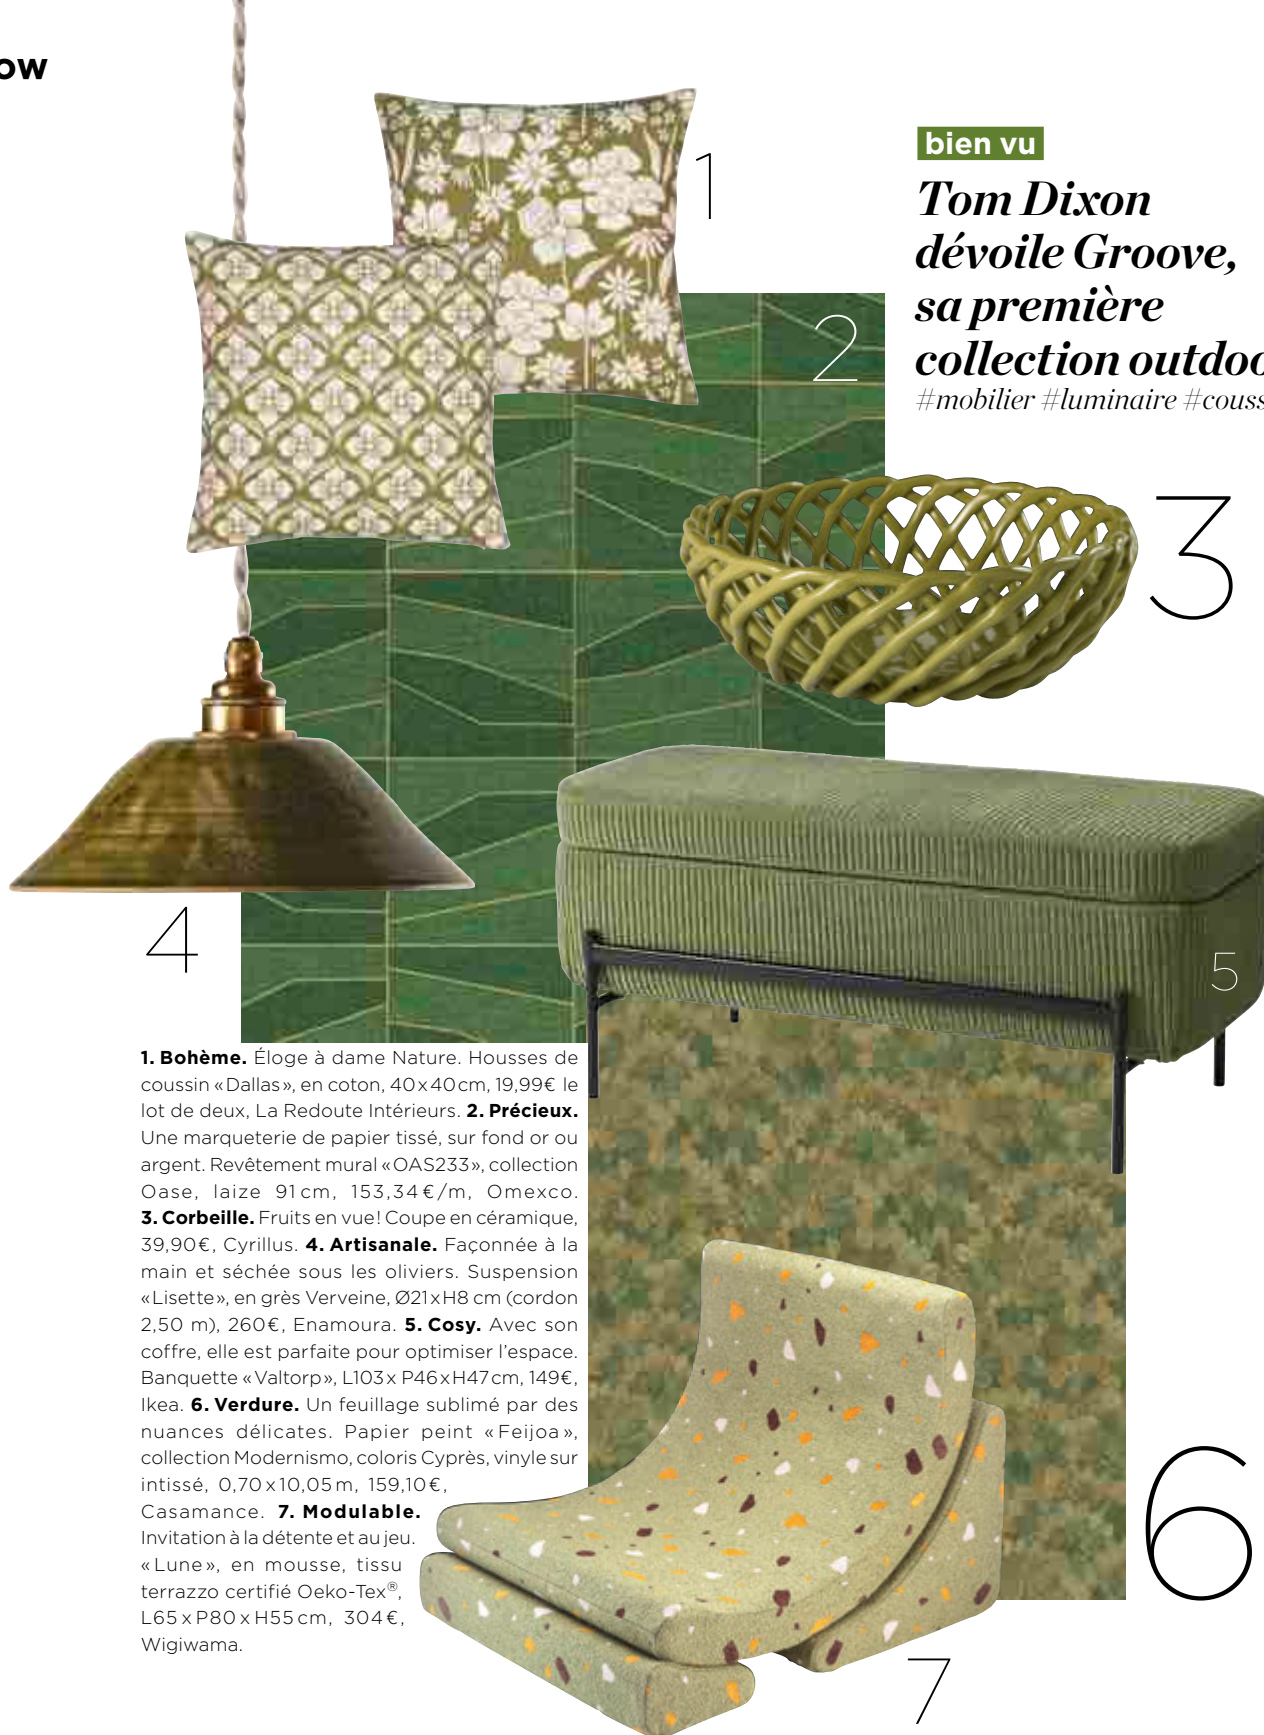 ow
bien vu
Tom Dixon
dévoile Groove,
sa première
collection outdoo
#mobilier #luminaire #couss
1
2
3
4
5
6
7
1. Bohème. Éloge à dame Nature. Housses de
coussin «Dallas», en coton, 40x40cm, 19,99€ le
lot de deux, La Redoute Intérieurs. 2. Précieux.
Une marqueterie de papier tissé, sur fond or ou
argent. Revêtement mural «OAS233», collection
Oase, laize 91 cm, 153,34 €/m, Omexco.
3. Corbeille. Fruits en vue! Coupe en céramique,
39,90€, Cyrillus. 4. Artisanale. Façonnée à la
main et séchée sous les oliviers. Suspension
«Lisette», en grès Verveine, Ø21xH8 cm (cordon
2,50 m), 260€, Enamoura. 5. Cosy. Avec son
coffre, elle est parfaite pour optimiser l'espace.
Banquette «Valtorp», L103x P46xH47cm, 149€,
Ikea. 6. Verdure. Un feuillage sublimé par des
nuances délicates. Papier peint «Feijoa»,
collection Modernismo, coloris Cyprès, vinyle sur
intissé, 0,70x10,05m, 159,10€,
Casamance. 7. Modulable.
Invitation à la détente et au jeu.
«Lune», en mousse, tissu
terrazzo certifié Oeko-Tex®,
L65xP80xH55cm, 304€,
Wigiwama.